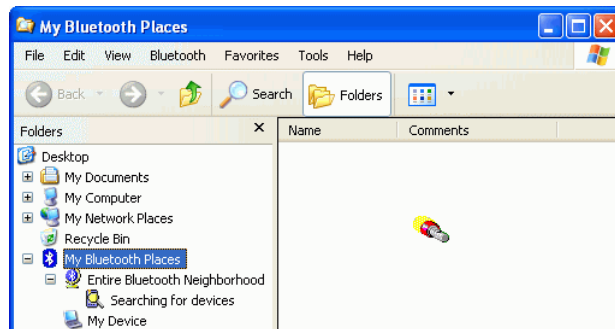 My Bluetooth Places
File Edit View Bluetooth Favorites Tools Help
Back Search Folders
Folders x Name Comments
Desktop
My Documents
My Computer
My Network Places
Recycle Bin
My Bluetooth Places
Entire Bluetooth Neighborhood
Searching for devices
My Device